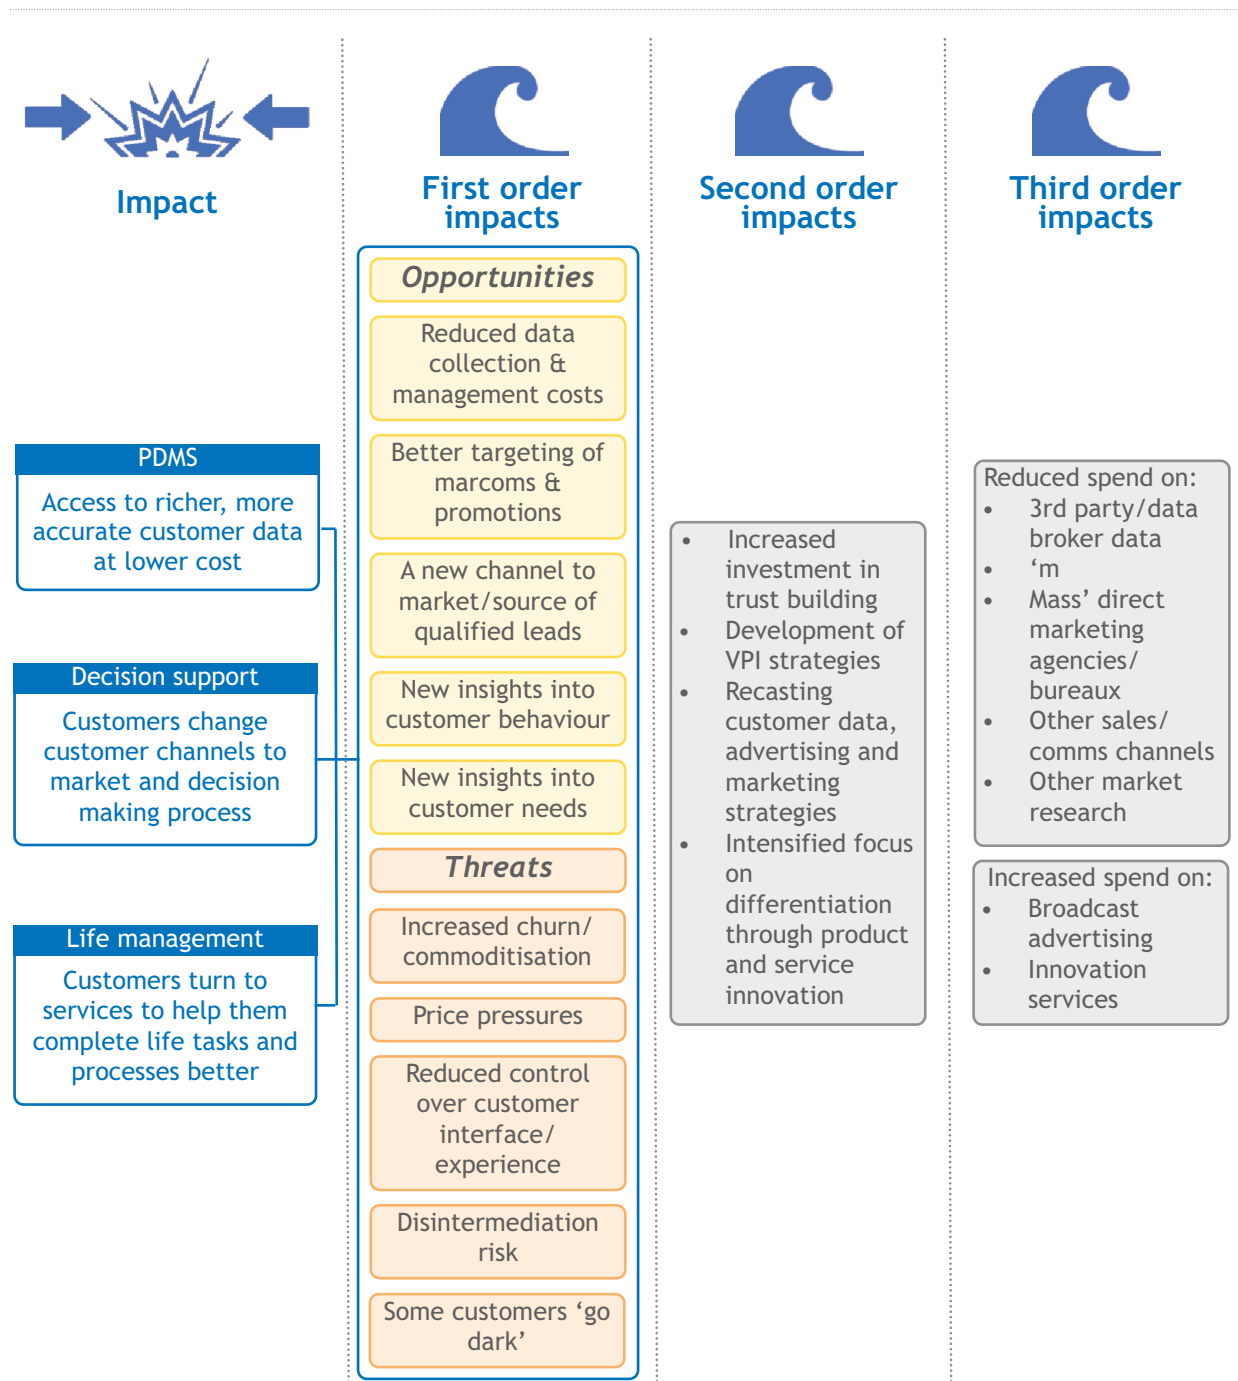 Impact
First order
impacts
Second order
impacts
Third order
impacts
PDMS
Access to richer, more
accurate customer data
at lower cost
Decision support
Customers change
customer channels to
market and decision
making process
Life management
Customers turn to
services to help them
complete life tasks and
processes better
Opportunities
Reduced data
collection &
management costs
Better targeting of
marcoms &
promotions
A new channel to
market/source of
qualified leads
New insights into
customer behaviour
New insights into
customer needs
Threats
Increased churn/
commoditisation
Price pressures
Reduced control
over customer
interface/
experience
Disintermediation
risk
Some customers ‘go
dark’
• Increased
investment in
trust building
• Development of
VPI strategies
• Recasting
customer data,
advertising and
marketing
strategies
• Intensified focus
on
differentiation
through product
and service
innovation
Reduced spend on:
• 3rd party/data
broker data
• ‘m
• Mass’ direct
marketing
agencies/
bureaux
• Other sales/
comms channels
• Other market
research
Increased spend on:
• Broadcast
advertising
• Innovation
services